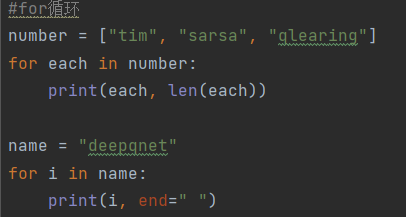 #for循环
number = ["tim", "sarsa", "qlearing"]
for each in number:
    print(each, len(each))

name = "deepqnet"
for i in name:
    print(i, end=" ")